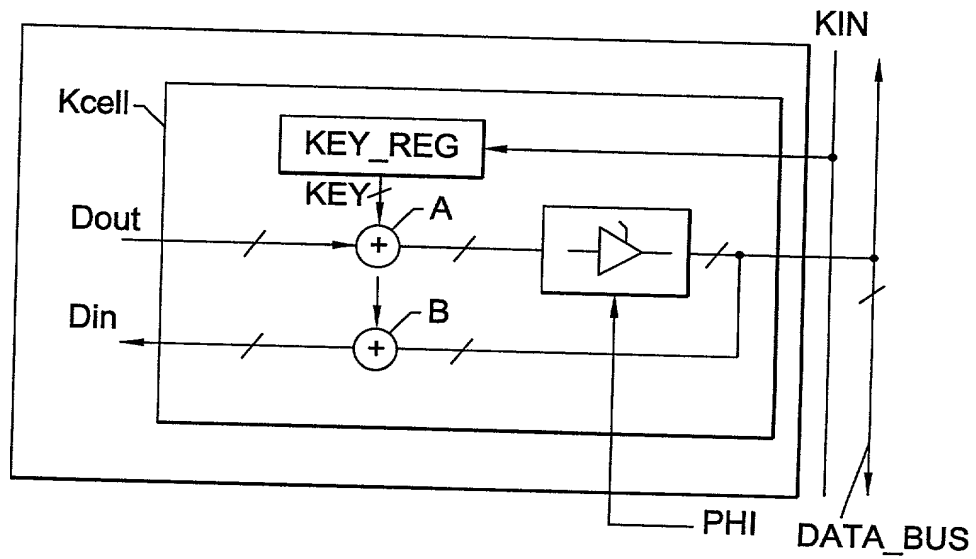 KIN
Kcell
KEY_REG
KEY
A
Dout
+
Din
B
+
PHI
DATA_BUS